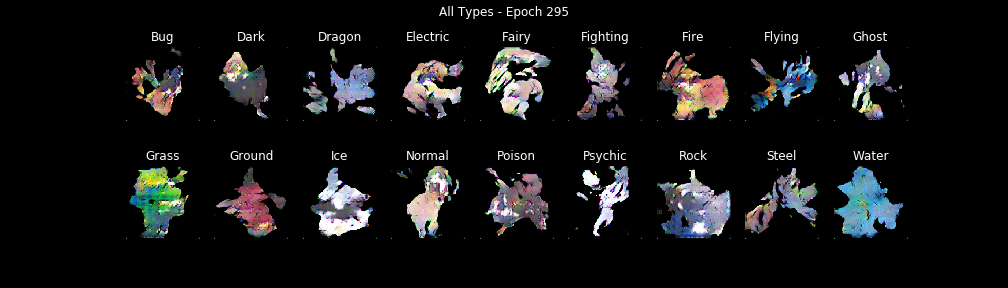 All Types - Epoch 295
Bug Dark Dragon Electric Fairy Fighting Fire Flying Ghost
Grass Ground Ice Normal Poison Psychic Rock Steel Water